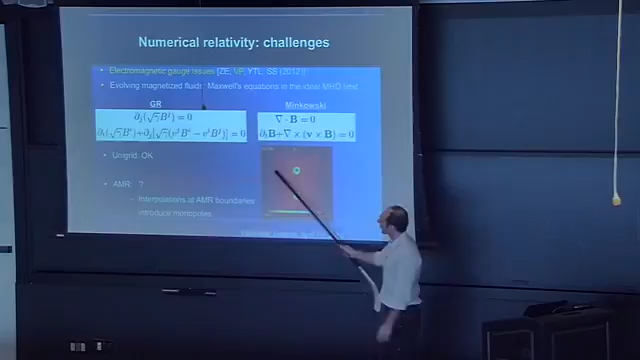 Numerical relativity: challenges
• Electromagnetic gauge issues [ZE, VP, YTL, SS (2012)]
• Evolving magnetized fluids: Maxwell's equations in the ideal MHD limit
GR
Minkowski
∂ⱼ(√γBʲ) = 0
∇ · B = 0
∂ₜ(√γBⁱ)+∂ⱼ[√γ(vʲBⁱ − vⁱBʲ)] = 0
∂ₜB+∇ × (v × B) = 0
• Unigrid: OK
• AMR: ?
– Interpolations at AMR boundaries
introduce monopoles